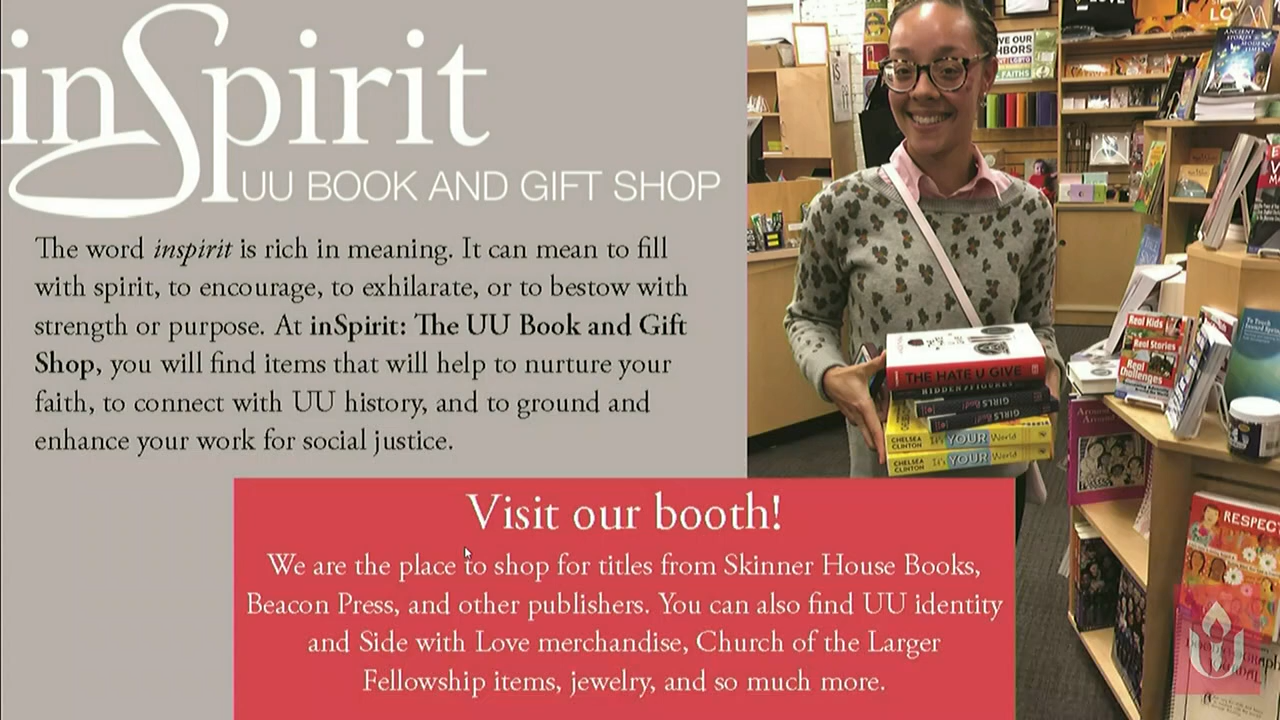 inSpirit
UU BOOK AND GIFT SHOP
The word inspirit is rich in meaning. It can mean to fill
with spirit, to encourage, to exhilarate, or to bestow with
strength or purpose. At inSpirit: The UU Book and Gift
Shop, you will find items that will help to nurture your
faith, to connect with UU history, and to ground and
enhance your work for social justice.
Visit our booth!
We are the place to shop for titles from Skinner House Books,
Beacon Press, and other publishers. You can also find UU identity
and Side with Love merchandise, Church of the Larger
Fellowship items, jewelry, and so much more.
ANCIENT
STORIES
MODERN
TIMES
THE HATE U GIVE
HIDDEN FIGURES
GIRLS
GIRLS
CHELSEA
CLINTON
It's YOUR World
CHELSEA
CLINTON
It's YOUR World
Real Kids
Real Stories
Real
Challenges
RESPECT